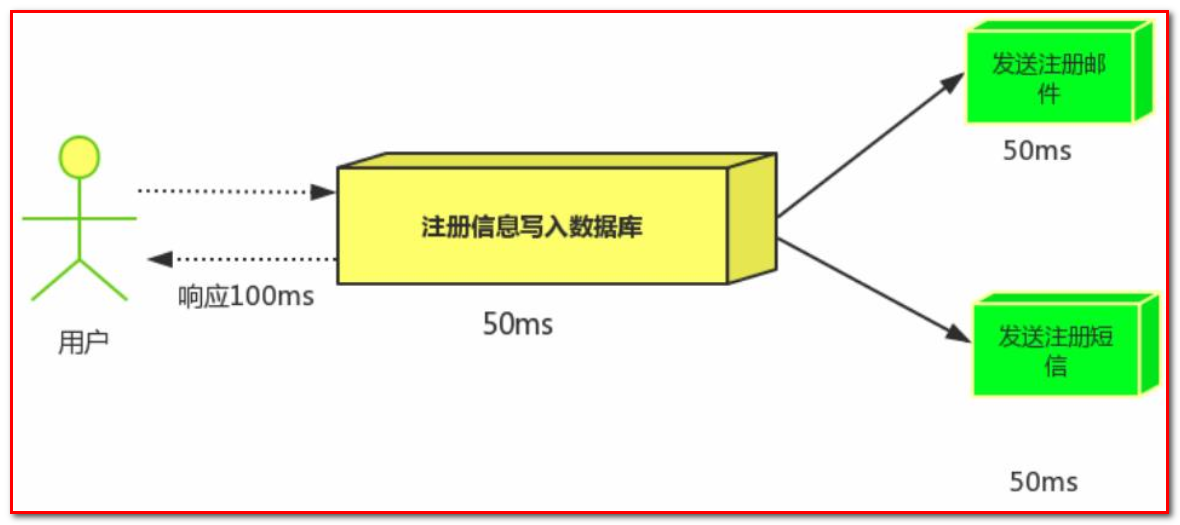 发送注册邮
件
50ms
注册信息写入数据库
响应100ms
50ms
用户
发送注册短
信
50ms